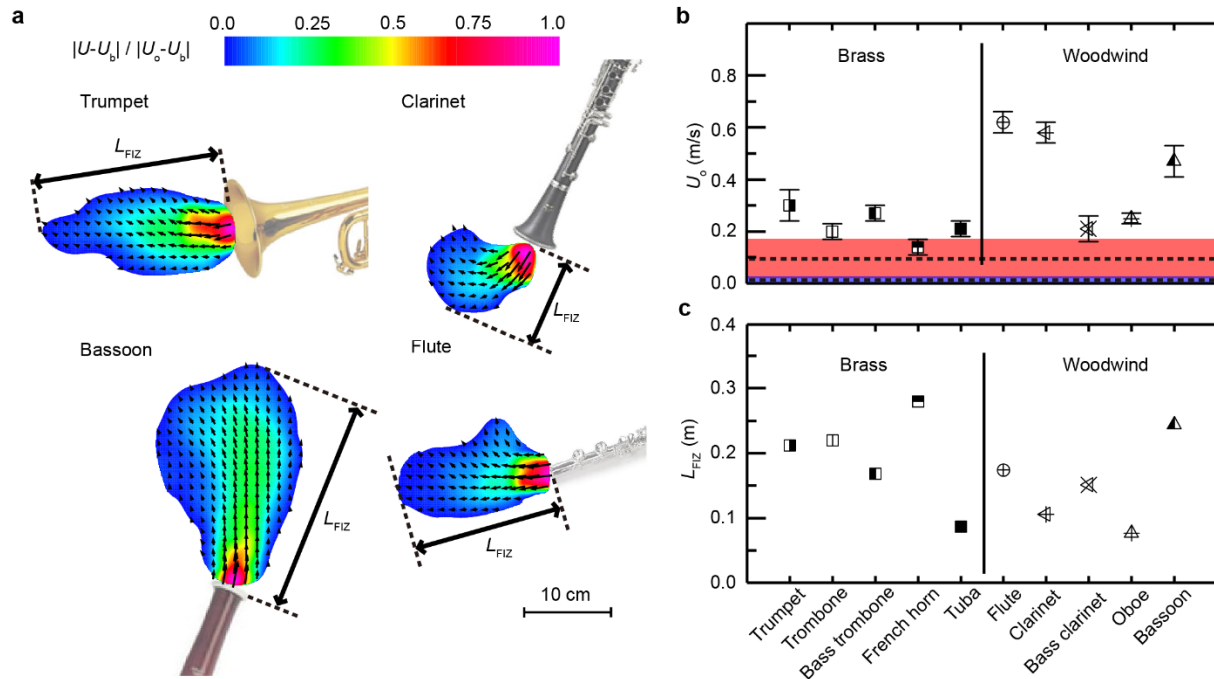 a
0.0 0.25 0.5 0.75 1.0
|U-U_b| / |U_o-U_b|
Trumpet
Clarinet
L_FIZ
L_FIZ
Bassoon
Flute
L_FIZ
L_FIZ
10 cm
b
Brass Woodwind
0.8
0.6
0.4
0.2
0.0
U_o (m/s)
c
Brass Woodwind
0.4
0.3
0.2
0.1
0.0
L_FIZ (m)
Trumpet
Trombone
Bass trombone
French horn
Tuba
Flute
Clarinet
Bass clarinet
Oboe
Bassoon